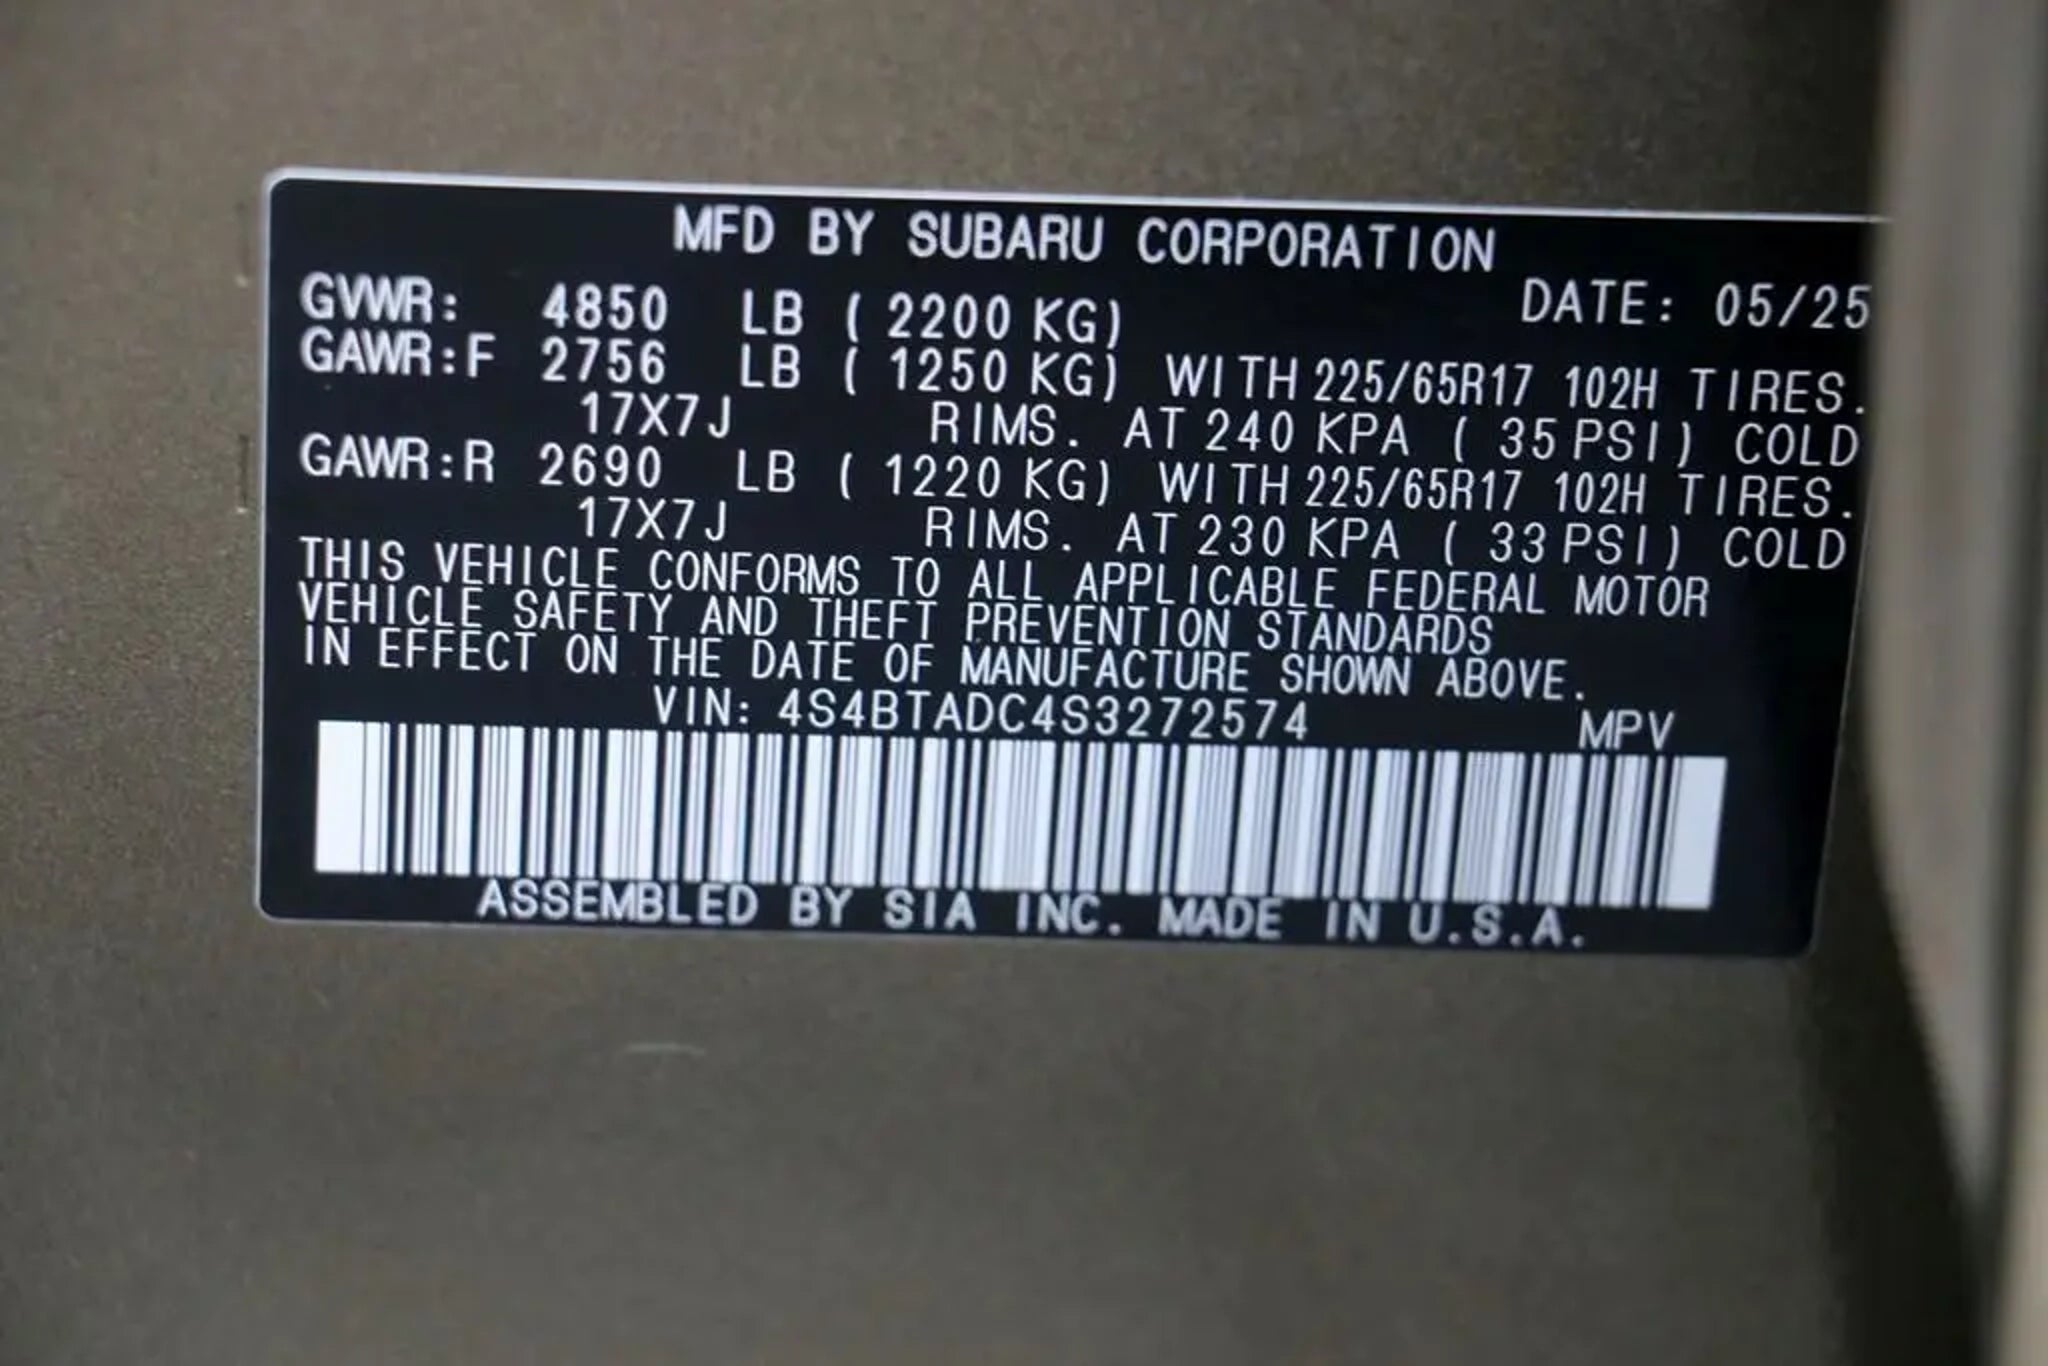 MFD BY SUBARU CORPORATION
DATE: 05/25
GVWR: 4850 LB ( 2200 KG)
GAWR:F 2756 LB ( 1250 KG) WITH 225/65R17 102H TIRES.
17X7J RIMS. AT 240 KPA ( 35 PSI) COLD
GAWR:R 2690 LB ( 1220 KG) WITH 225/65R17 102H TIRES.
17X7J RIMS. AT 230 KPA ( 33 PSI) COLD
THIS VEHICLE CONFORMS TO ALL APPLICABLE FEDERAL MOTOR
VEHICLE SAFETY AND THEFT PREVENTION STANDARDS
IN EFFECT ON THE DATE OF MANUFACTURE SHOWN ABOVE.
VIN: 4S4BTADC4S3272574 MPV
ASSEMBLED BY SIA INC. MADE IN U.S.A.